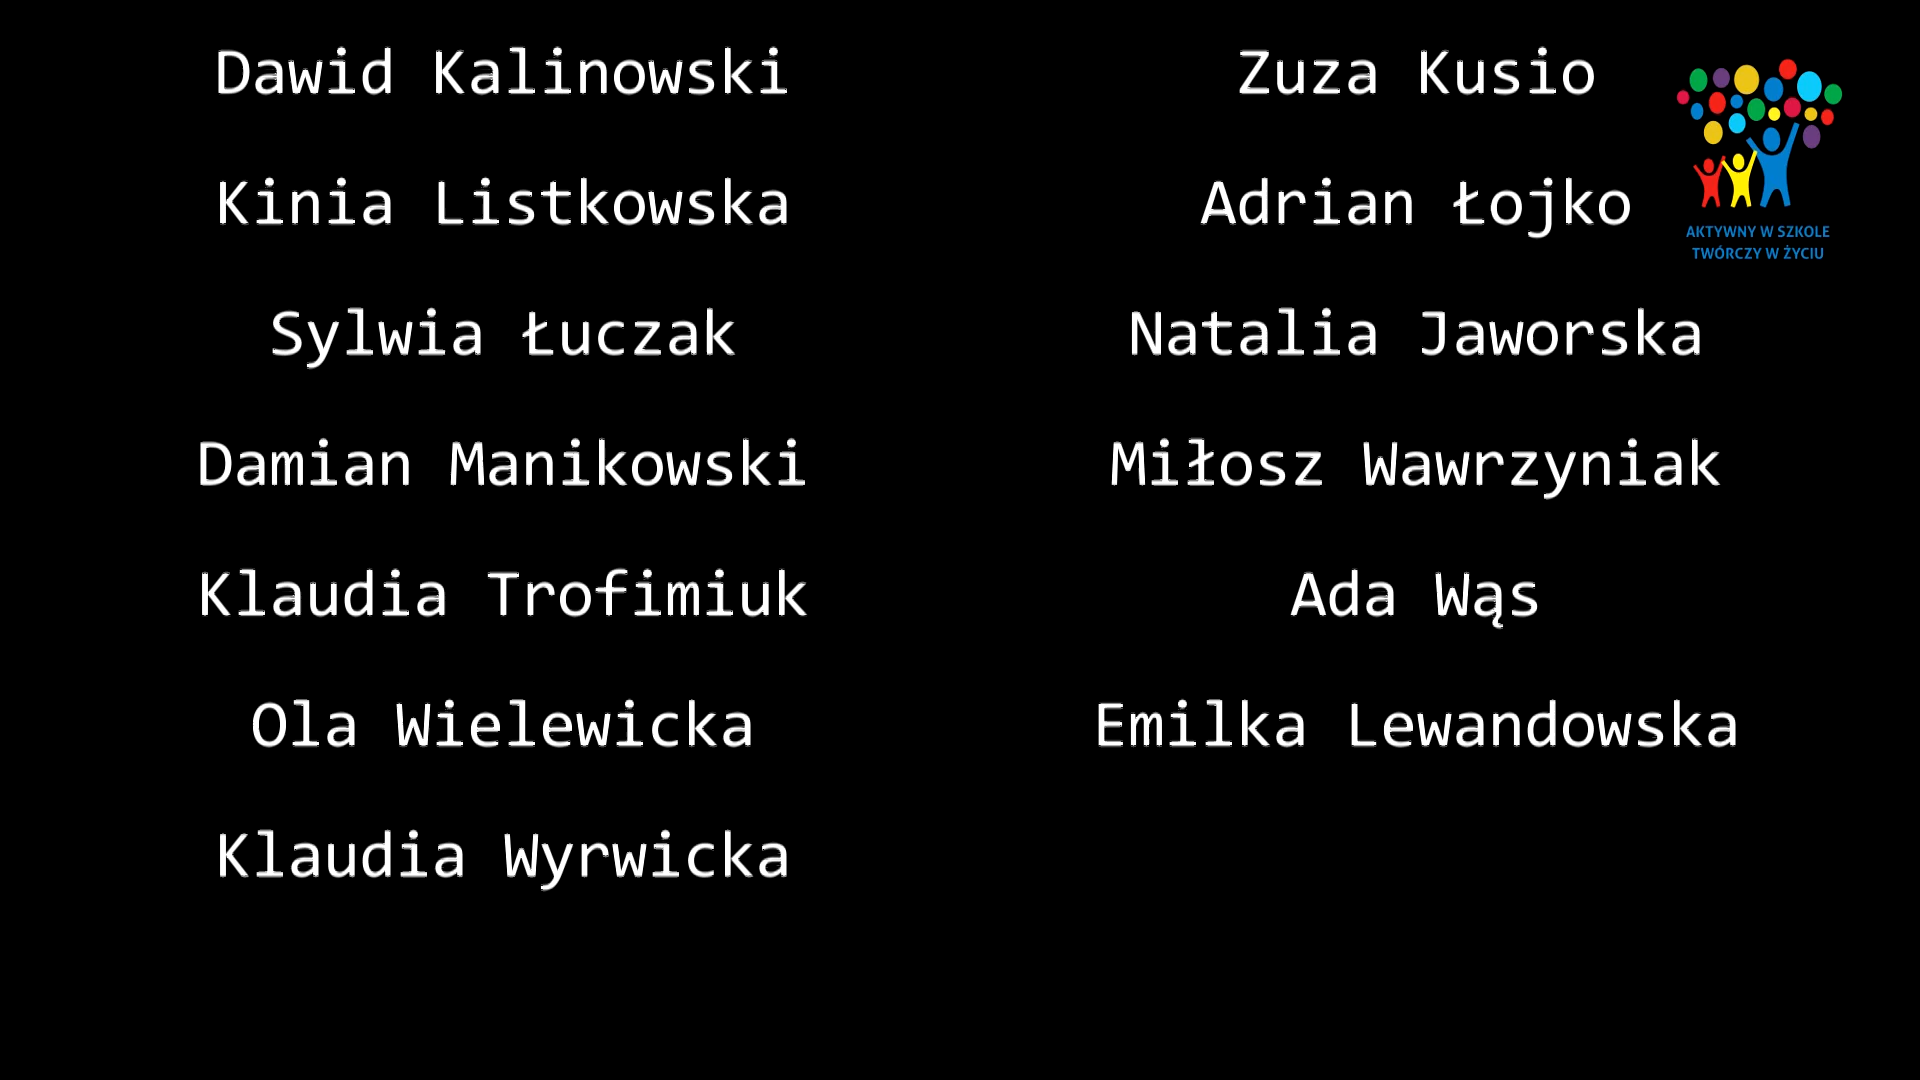 Dawid Kalinowski
Kinia Listkowska
Sylwia Łuczak
Damian Manikowski
Klaudia Trofimiuk
Ola Wielewicka
Klaudia Wyrwicka
Zuza Kusio
Adrian Łojko
Natalia Jaworska
Miłosz Wawrzyniak
Ada Wąs
Emilka Lewandowska
AKTYWNY W SZKOLE
TWÓRCZY W ŻYCIU